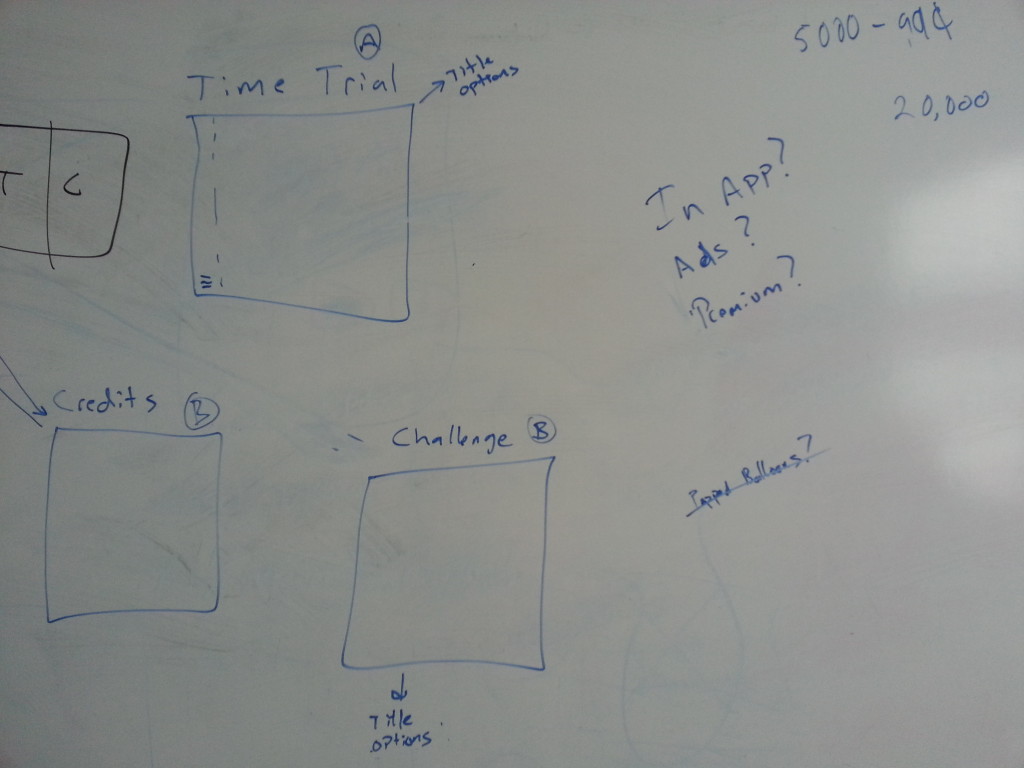 A
Time Trial
Title
options
5000 - 99¢
20,000
T C
In App?
Ads?
Premium?
Credits B
Challenge B
Popped Balloons?
Title
options